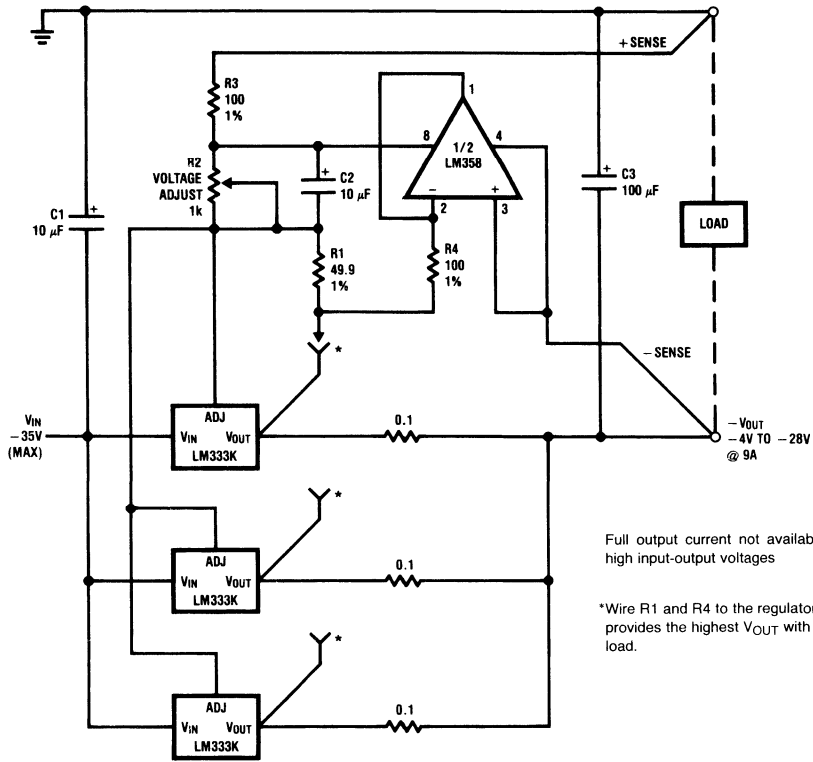 + SENSE
R3
100
1%
1
8
1/2
LM358
4
R2
VOLTAGE
ADJUST
1k
+
C2
10 μF
−
+
2
3
+
C3
100 μF
+
C1
10 μF
LOAD
R1
49.9
1%
R4
100
1%
*
− SENSE
VIN
−35V
(MAX)
ADJ
VIN VOUT
LM333K
0.1
−VOUT
−4V TO −28V
@ 9A
*
ADJ
VIN VOUT
LM333K
0.1
Full output current not availab
high input-output voltages
*Wire R1 and R4 to the regulator
provides the highest VOUT with
load.
*
ADJ
VIN VOUT
LM333K
0.1